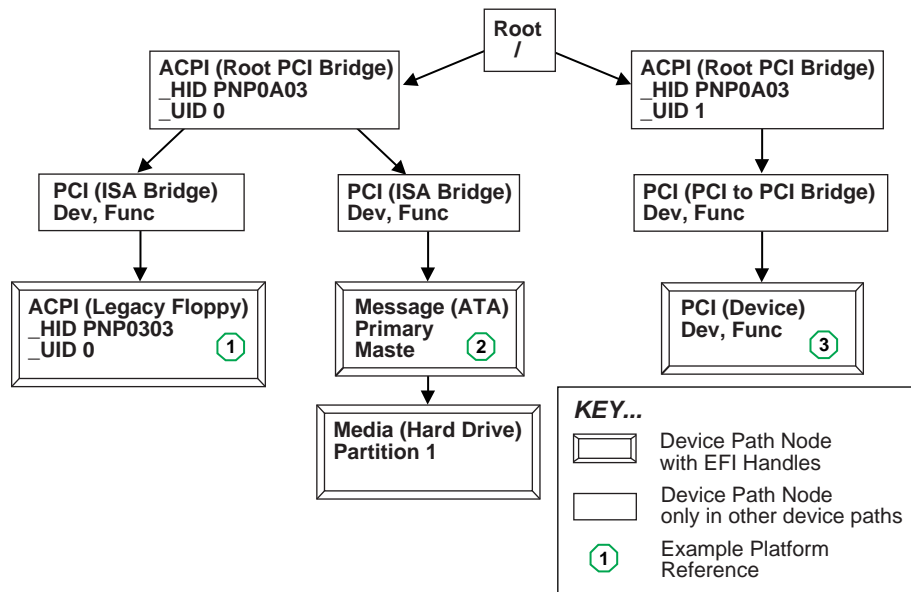 Root
/
ACPI (Root PCI Bridge)
_HID PNP0A03
_UID 0
ACPI (Root PCI Bridge)
_HID PNP0A03
_UID 1
PCI (ISA Bridge)
Dev, Func
PCI (ISA Bridge)
Dev, Func
PCI (PCI to PCI Bridge)
Dev, Func
ACPI (Legacy Floppy)
_HID PNP0303
_UID 0
1
Message (ATA)
Primary
Maste
2
PCI (Device)
Dev, Func
3
Media (Hard Drive)
Partition 1
KEY...
Device Path Node
with EFI Handles
Device Path Node
only in other device paths
1
Example Platform
Reference